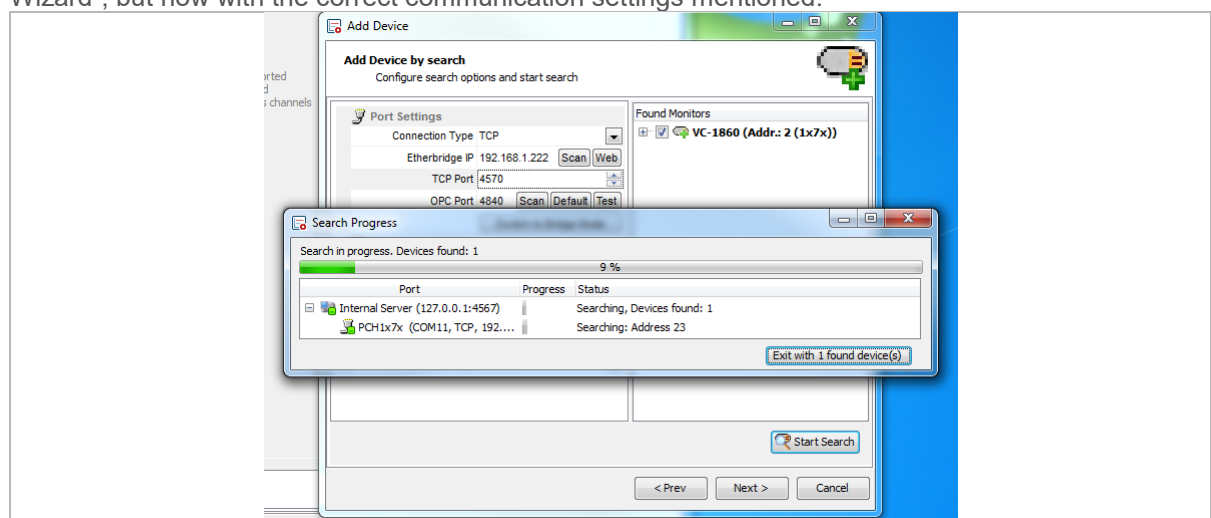 Wizard", but now with the correct communication settings mentioned.
Add Device
Add Device by search
Configure search options and start search
orted
d
s channels
Port Settings
Connection Type TCP
Etherbridge IP 192.168.1.222 Scan Web
TCP Port 4570
OPC Port 4840 Scan Default Test
Found Monitors
VC-1860 (Addr.: 2 (1x7x))
Search Progress
Search in progress. Devices found: 1
9 %
Port Progress Status
Internal Server (127.0.0.1:4567) Searching, Devices found: 1
PCH1x7x (COM11, TCP, 192.... Searching: Address 23
Exit with 1 found device(s)
Start Search
< Prev Next > Cancel